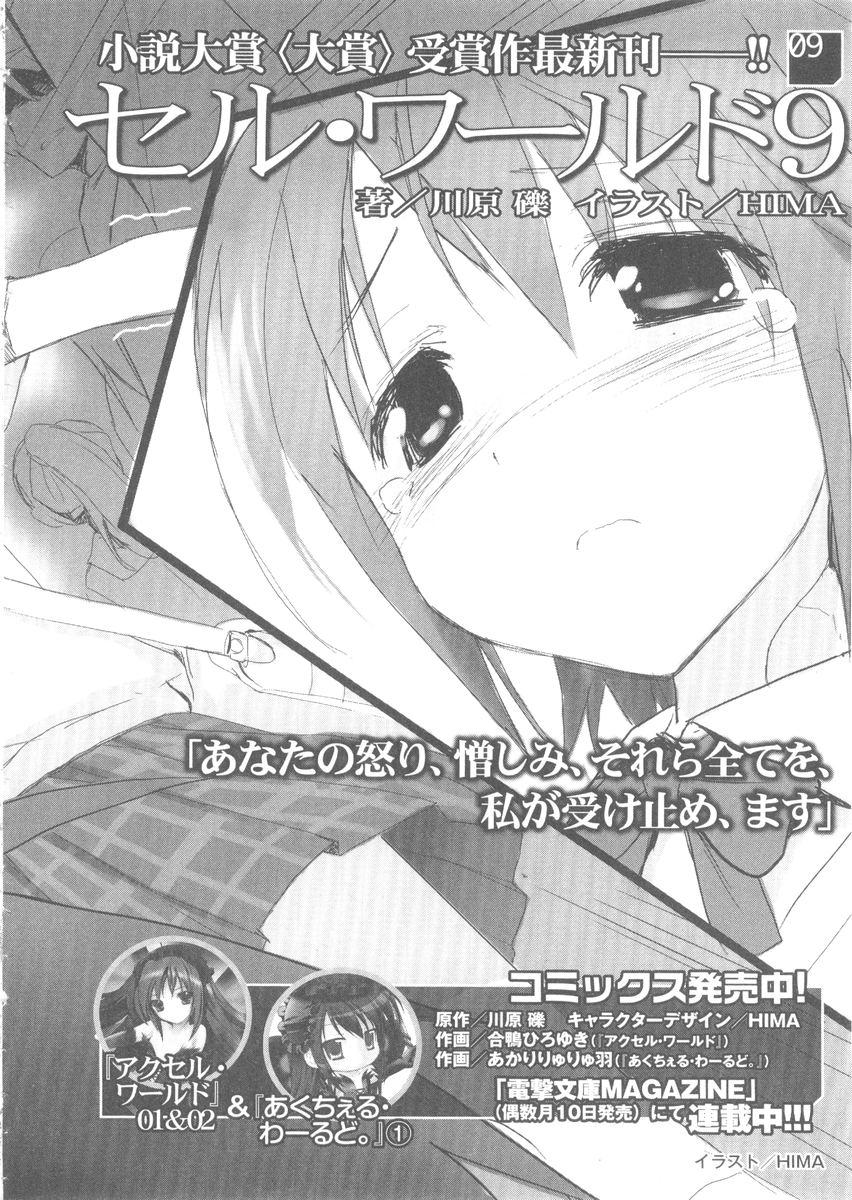 小説大賞〈大賞〉受賞作最新刊――!!
09
セル・ワールド9
著／川原 礫　イラスト／HIMA
「あなたの怒り、憎しみ、それら全てを、
私が受け止め、ます」
コミックス発売中!
原作／川原 礫　キャラクターデザイン／HIMA
作画／合鴨ひろゆき(『アクセル・ワールド』)
作画／あかりりゅりゅ羽(『あくちぇる・わーるど。』)
『アクセル・
ワールド』
01&02
&『あくちぇる・
わーるど。』①
「電撃文庫MAGAZINE」
(偶数月10日発売)にて連載中!!!
イラスト／HIMA